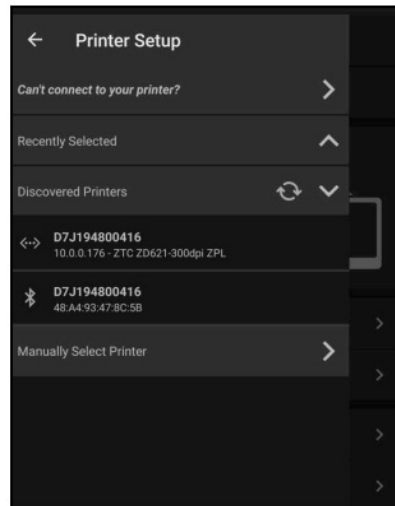 Printer Setup
Can't connect to your printer?
Recently Selected
Discovered Printers
D7J194800416
10.0.0.176 - ZTC ZD621-300dpi ZPL
D7J194800416
48:A4:93:47:8C:5B
Manually Select Printer